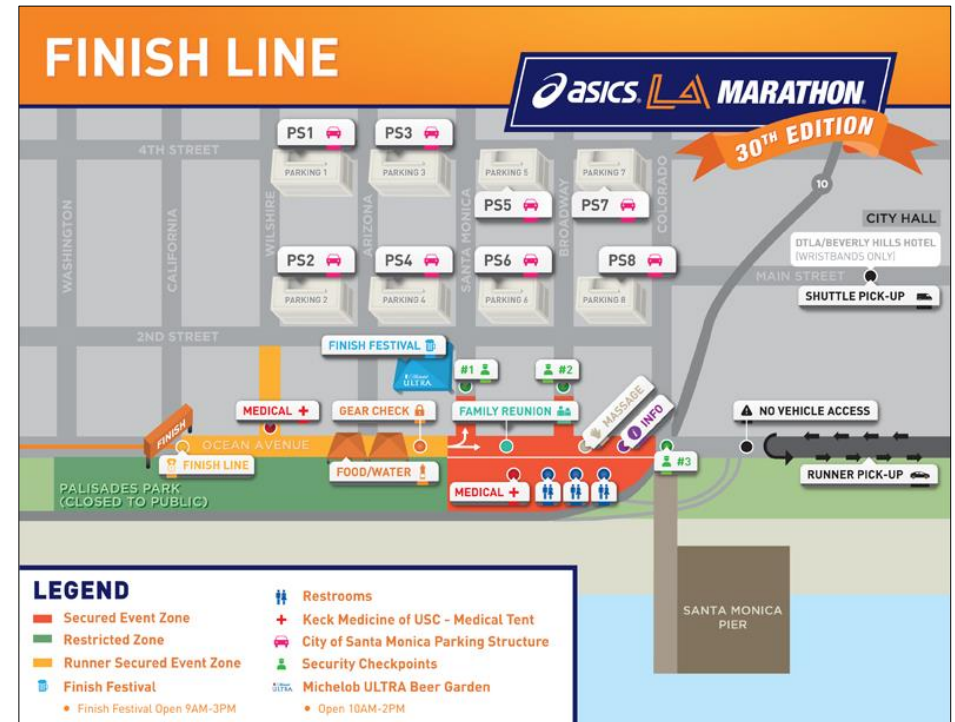 FINISH LINE
asics LA MARATHON
30TH EDITION
PS1
PS3
4TH STREET
PARKING 1
PARKING 3
PARKING 5
PARKING 7
10
PS5
PS7
CITY HALL
WASHINGTON
CALIFORNIA
WILSHIRE
ARIZONA
SANTA MONICA
BROADWAY
COLORADO
DTLA/BEVERLY HILLS HOTEL
(WRISTBANDS ONLY)
PS2
PS4
PS6
PS8
MAIN STREET
PARKING 2
PARKING 4
PARKING 6
PARKING 8
SHUTTLE PICK-UP
2ND STREET
FINISH FESTIVAL
ULTRA
#1
#2
MEDICAL
GEAR CHECK
FAMILY REUNION
MASSAGE
INFO
NO VEHICLE ACCESS
FINISH
OCEAN AVENUE
FINISH LINE
FOOD/WATER
#3
RUNNER PICK-UP
MEDICAL
PALISADES PARK
(CLOSED TO PUBLIC)
SANTA MONICA
PIER
LEGEND
Secured Event Zone
Restricted Zone
Runner Secured Event Zone
Finish Festival
• Finish Festival Open 9AM-3PM
Restrooms
Keck Medicine of USC - Medical Tent
City of Santa Monica Parking Structure
Security Checkpoints
ULTRA Michelob ULTRA Beer Garden
• Open 10AM-2PM